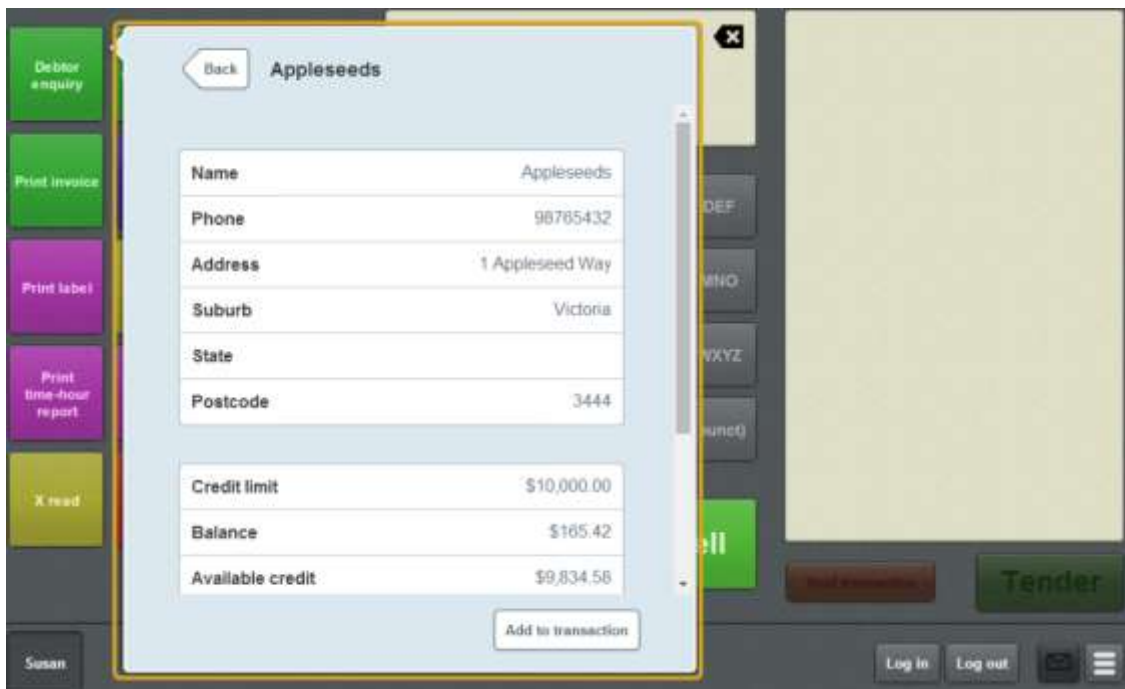 Debtor
enquiry
Print invoice
Print label
Print
time-hour
report
X read
Susan
Back
Appleseeds
Name Appleseeds
Phone 98765432
Address 1 Appleseed Way
Suburb Victoria
State
Postcode 3444
Credit limit $10,000.00
Balance $165.42
Available credit $9,834.58
Add to transaction
DEF
MNO
WXYZ
punct)
ell
Tender
Log in
Log out